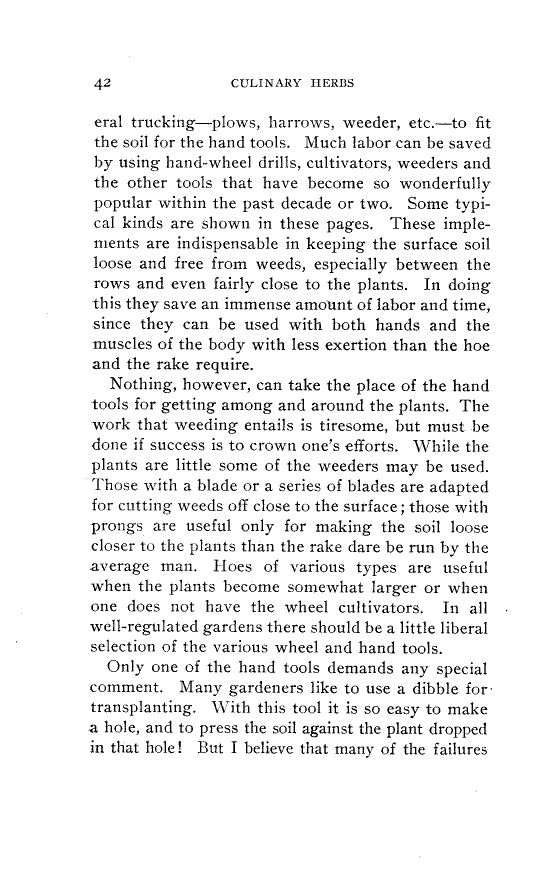 42 CULINARY HERBS
eral trucking—plows, harrows, weeder, etc.—to fit
the soil for the hand tools. Much labor can be saved
by using hand-wheel drills, cultivators, weeders and
the other tools that have become so wonderfully
popular within the past decade or two. Some typi-
cal kinds are shown in these pages. These imple-
ments are indispensable in keeping the surface soil
loose and free from weeds, especially between the
rows and even fairly close to the plants. In doing
this they save an immense amount of labor and time,
since they can be used with both hands and the
muscles of the body with less exertion than the hoe
and the rake require.
Nothing, however, can take the place of the hand
tools for getting among and around the plants. The
work that weeding entails is tiresome, but must be
done if success is to crown one's efforts. While the
plants are little some of the weeders may be used.
Those with a blade or a series of blades are adapted
for cutting weeds off close to the surface; those with
prongs are useful only for making the soil loose
closer to the plants than the rake dare be run by the
average man. Hoes of various types are useful
when the plants become somewhat larger or when
one does not have the wheel cultivators. In all
well-regulated gardens there should be a little liberal
selection of the various wheel and hand tools.
Only one of the hand tools demands any special
comment. Many gardeners like to use a dibble for
transplanting. With this tool it is so easy to make
a hole, and to press the soil against the plant dropped
in that hole! But I believe that many of the failures